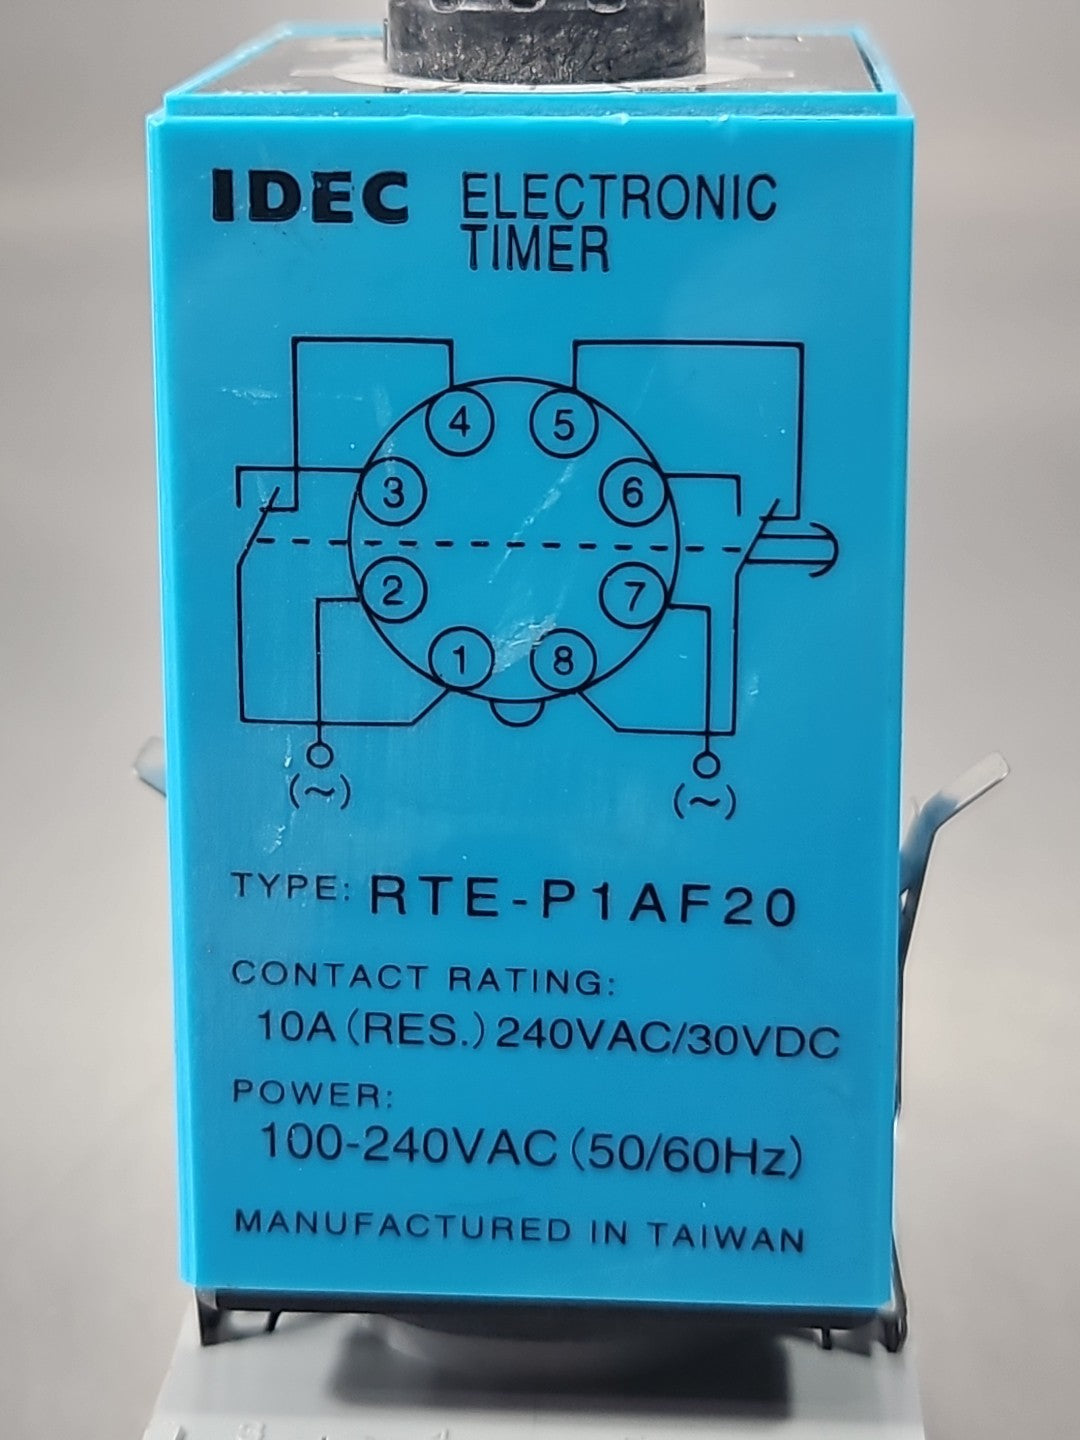 IDEC ELECTRONIC
TIMER
4 5
3 6
2 7
1 8
(~) (~)
TYPE: RTE-P1AF20
CONTACT RATING:
10A (RES.) 240VAC/30VDC
POWER:
100-240VAC (50/60Hz)
MANUFACTURED IN TAIWAN